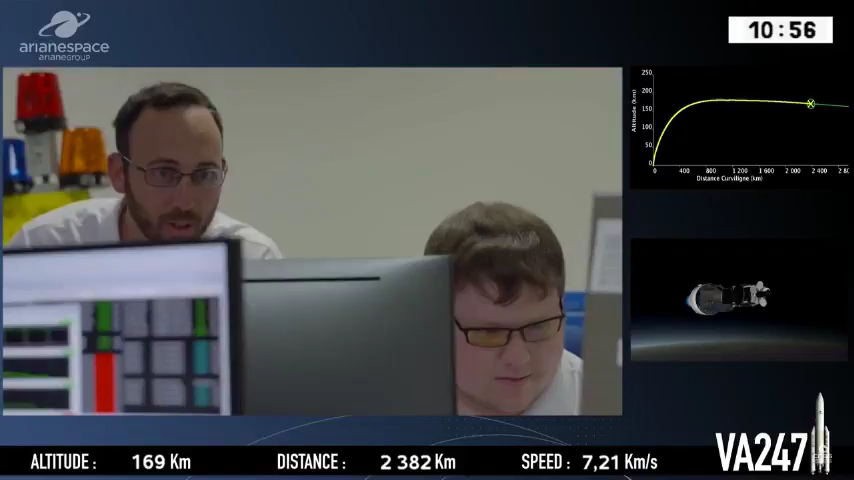 arianespace
arianeGROUP
10:56
Altitude (km)
250
200
150
100
50
0
0 400 800 1 200 1 600 2 000 2 400
Distance Curviligne (km)
ALTITUDE : 169 Km DISTANCE : 2 382 Km SPEED : 7,21 Km/s
VA247